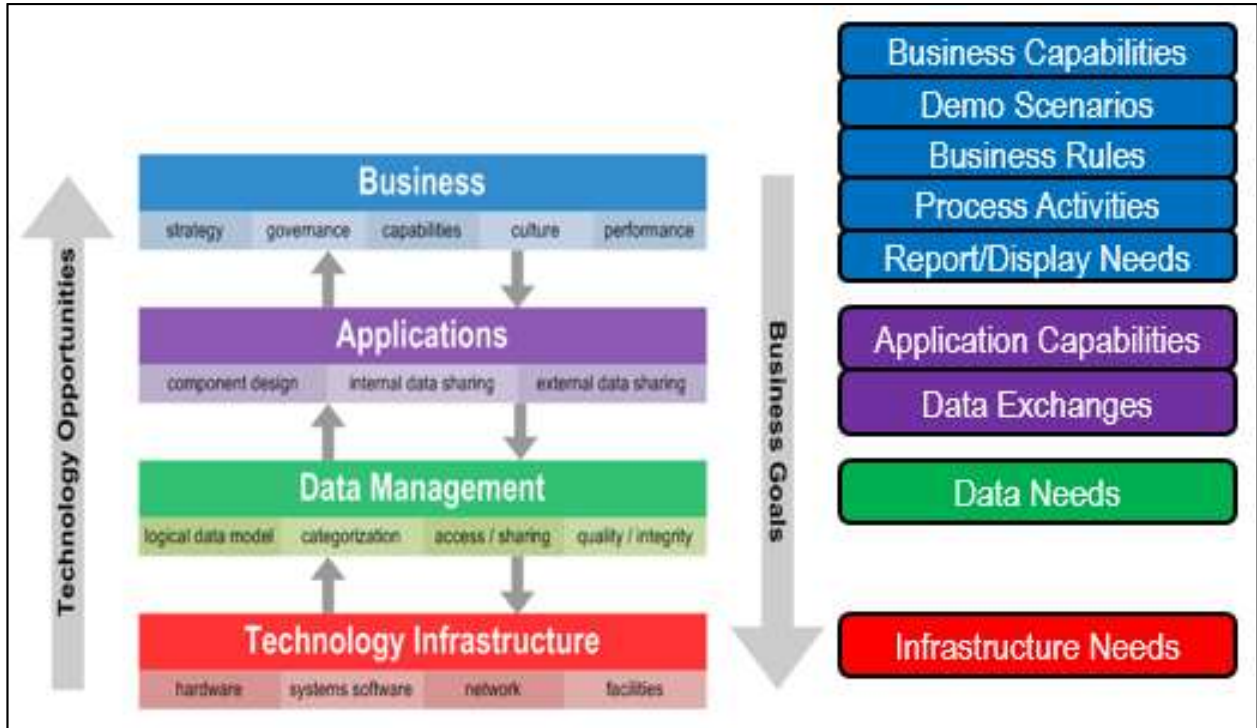 Technology Opportunities
Business
strategy governance capabilities culture performance
Applications
component design internal data sharing external data sharing
Data Management
logical data model categorization access / sharing quality / integrity
Technology Infrastructure
hardware systems software network facilities
Business Goals
Business Capabilities
Demo Scenarios
Business Rules
Process Activities
Report/Display Needs
Application Capabilities
Data Exchanges
Data Needs
Infrastructure Needs